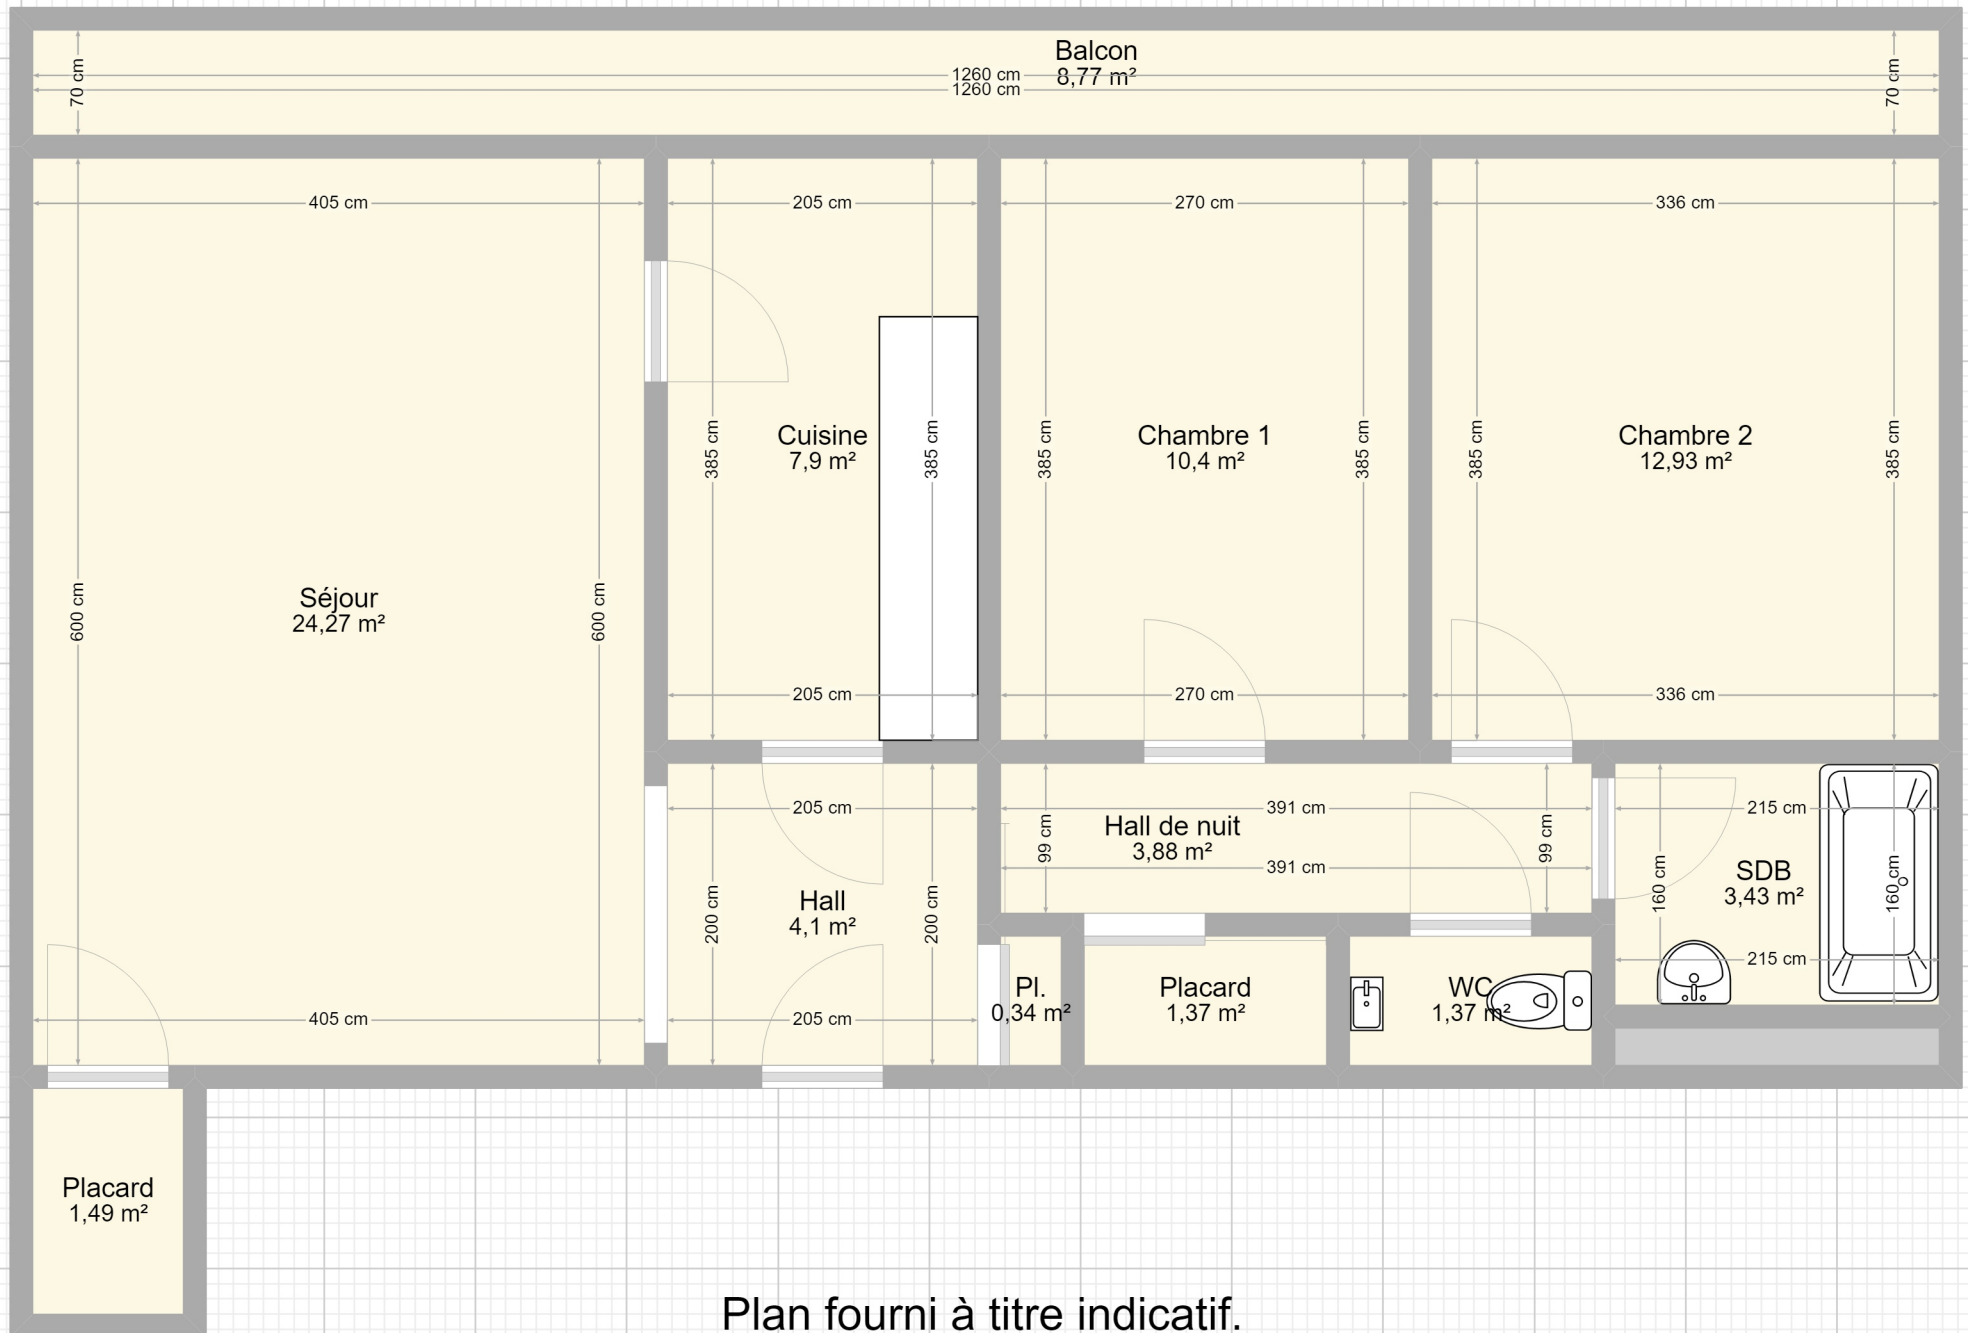 Balcon
8,77 m²
1260 cm
1260 cm
70 cm
70 cm
405 cm
205 cm
270 cm
336 cm
Cuisine
7,9 m²
385 cm
385 cm
Chambre 1
10,4 m²
385 cm
385 cm
Chambre 2
12,93 m²
385 cm
385 cm
Séjour
24,27 m²
600 cm
600 cm
205 cm
270 cm
336 cm
205 cm
391 cm
215 cm
Hall de nuit
3,88 m²
99 cm
99 cm
391 cm
SDB
3,43 m²
160 cm
160 cm
Hall
4,1 m²
200 cm
200 cm
215 cm
Pl.
0,34 m²
Placard
1,37 m²
WC
1,37 m²
405 cm
205 cm
Placard
1,49 m²
Plan fourni à titre indicatif.